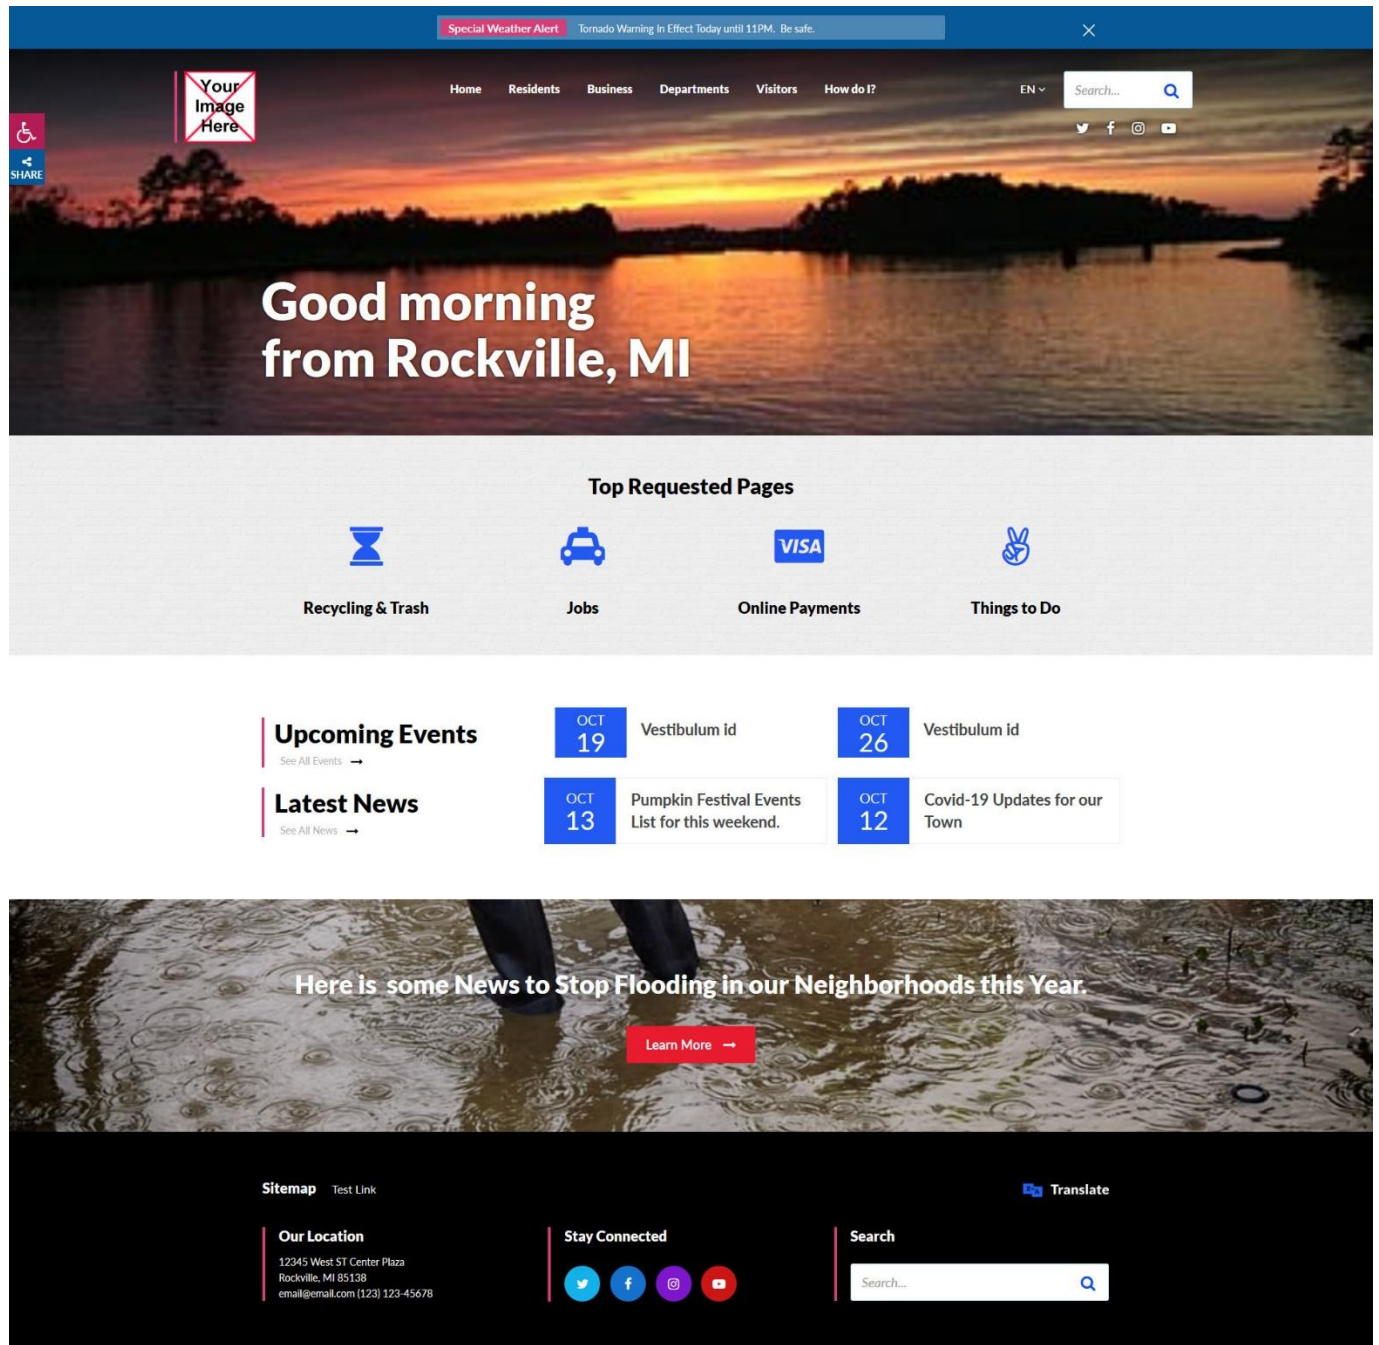 Special Weather Alert Tornado Warning In Effect Today until 11PM. Be safe.
Your
Image
Here
Home Residents Business Departments Visitors How do I?
EN
Search...
SHARE
Good morning
from Rockville, MI
Top Requested Pages
VISA
Recycling & Trash Jobs Online Payments Things to Do
Upcoming Events
See All Events
OCT
19
Vestibulum id
OCT
26
Vestibulum id
Latest News
See All News
OCT
13
Pumpkin Festival Events
List for this weekend.
OCT
12
Covid-19 Updates for our
Town
Here is some News to Stop Flooding in our Neighborhoods this Year.
Learn More
Sitemap Test Link
Translate
Our Location
12345 West ST Center Plaza
Rockville, MI 85138
email@email.com (123) 123-45678
Stay Connected
Search
Search...